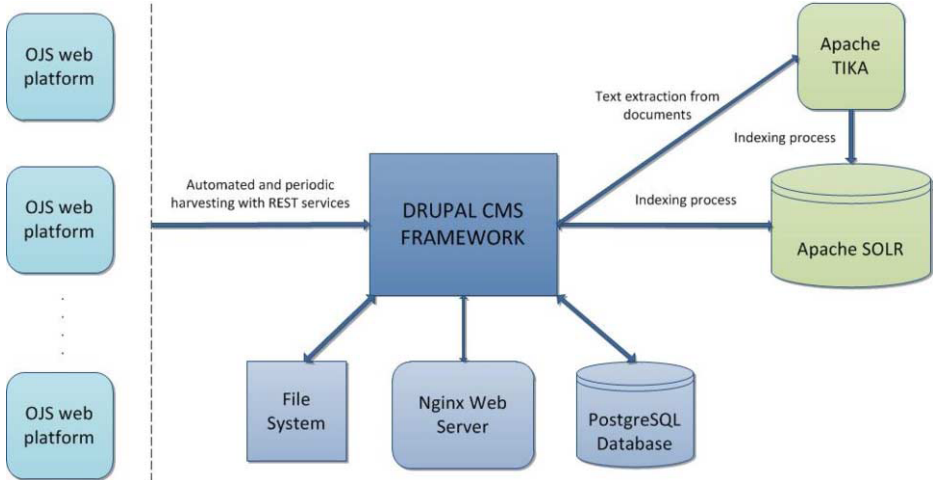 OJS web
platform
OJS web
platform
OJS web
platform
Automated and periodic
harvesting with REST services
DRUPAL CMS
FRAMEWORK
Text extraction from
documents
Apache
TIKA
Indexing process
Indexing process
Apache SOLR
File
System
Nginx Web
Server
PostgreSQL
Database